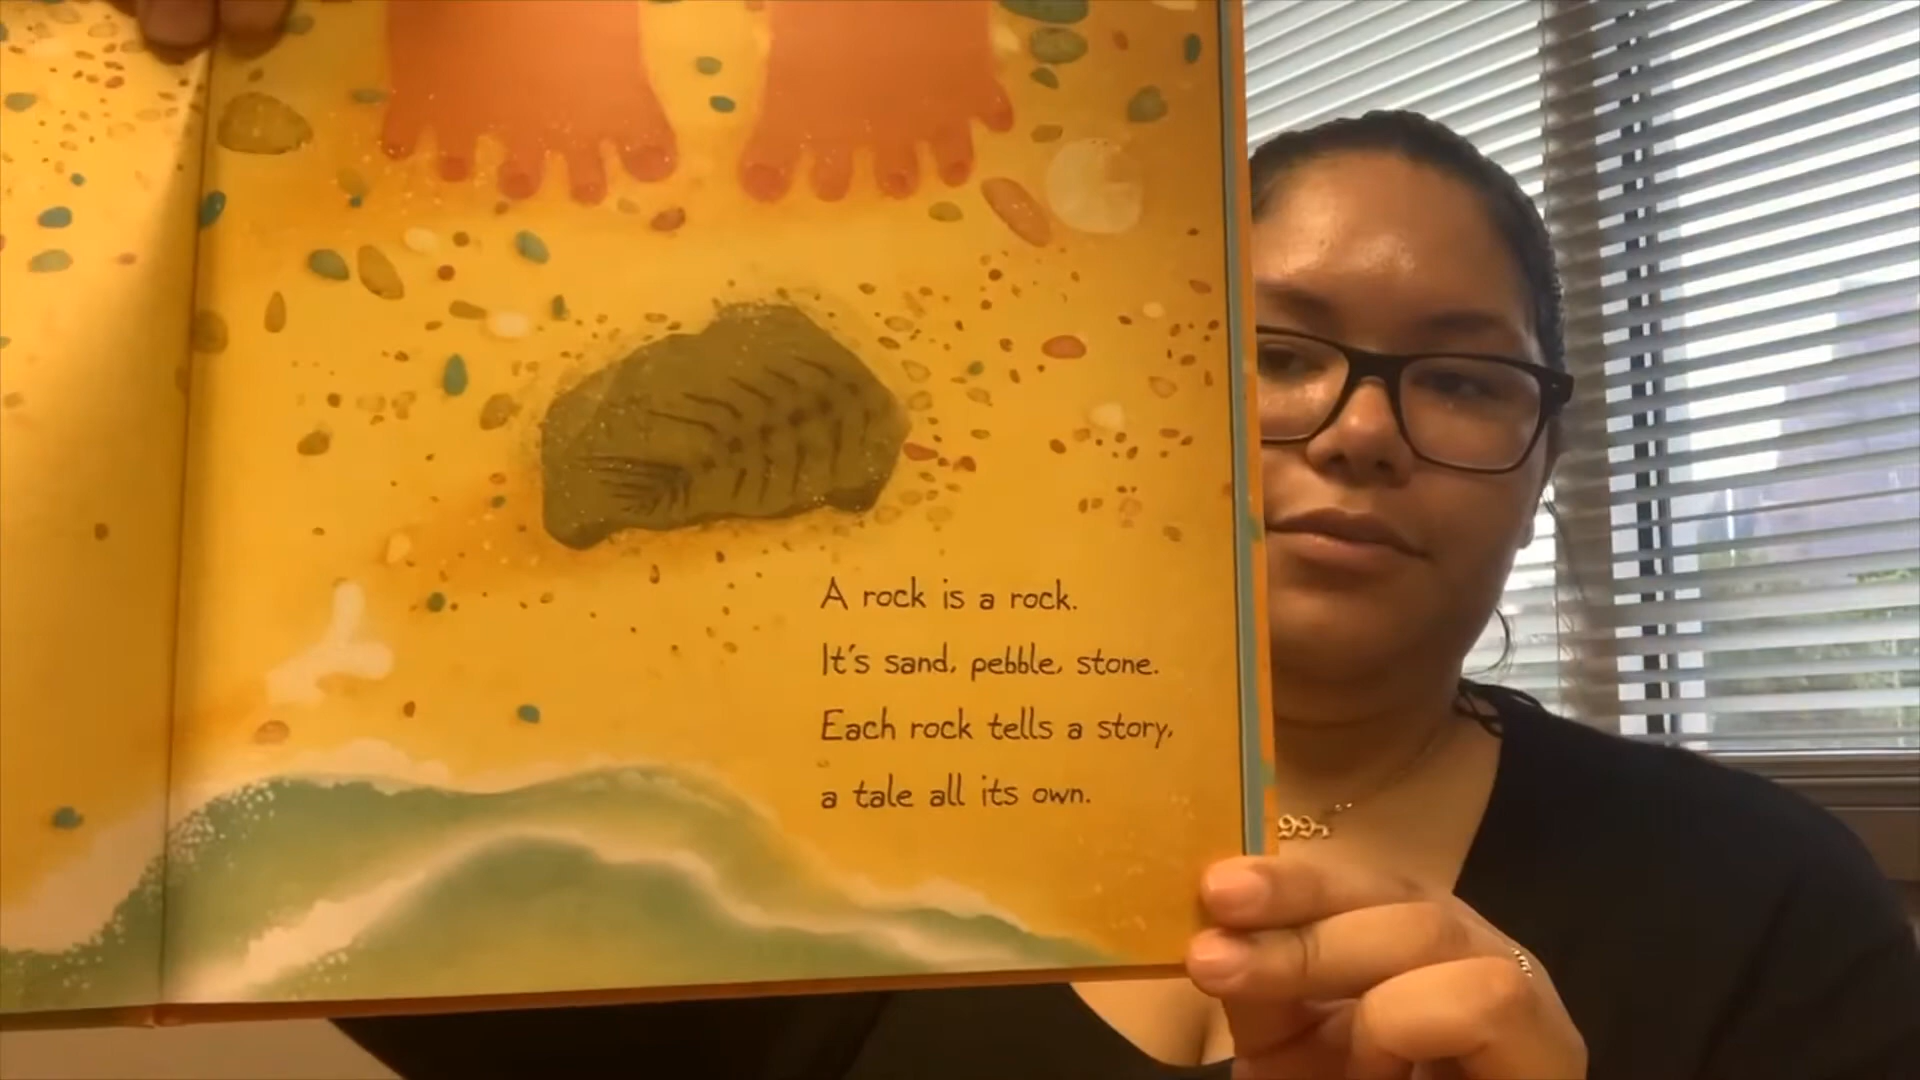 A rock is a rock.
It's sand, pebble, stone.
Each rock tells a story,
a tale all its own.